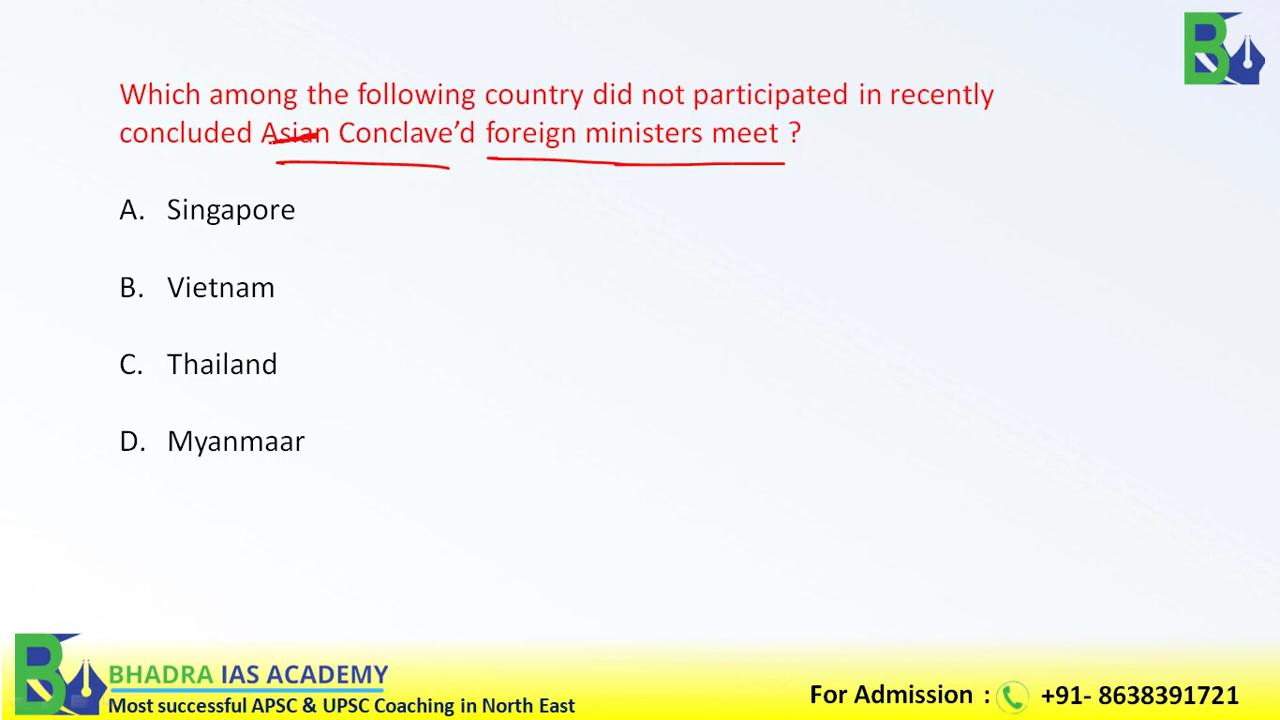 Which among the following country did not participated in recently
concluded Asian Conclave’d foreign ministers meet ?
A. Singapore
B. Vietnam
C. Thailand
D. Myanmaar
BHADRA IAS ACADEMY
Most successful APSC & UPSC Coaching in North East
For Admission : +91- 8638391721